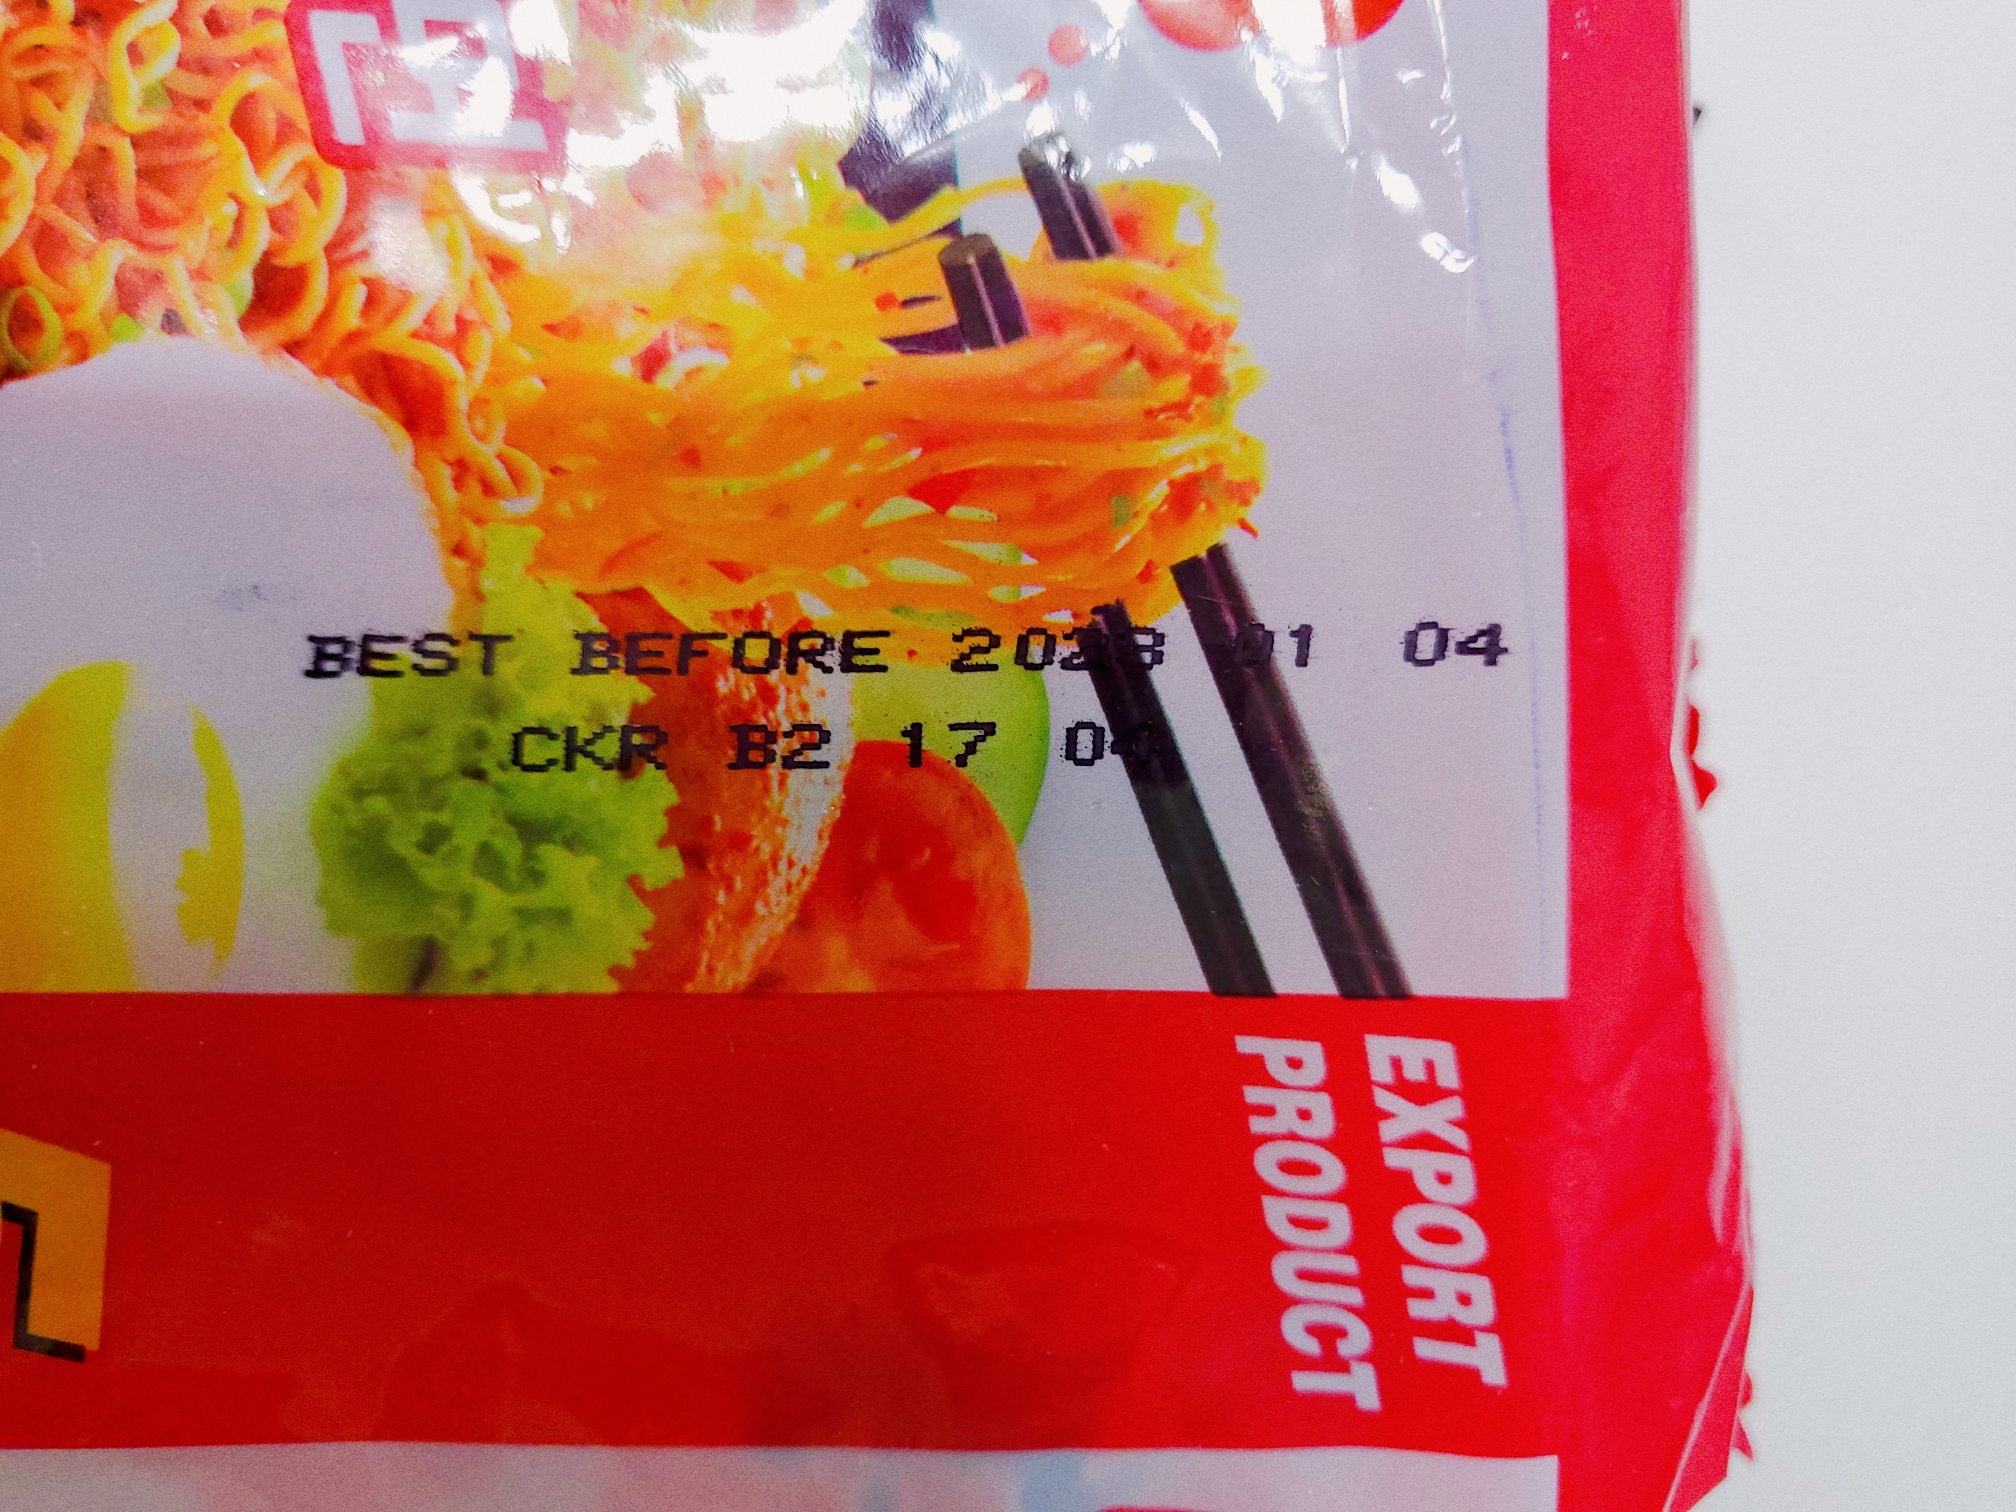 BEST BEFORE 01 04
CKR B2 17
EXPORT
PRODUCT